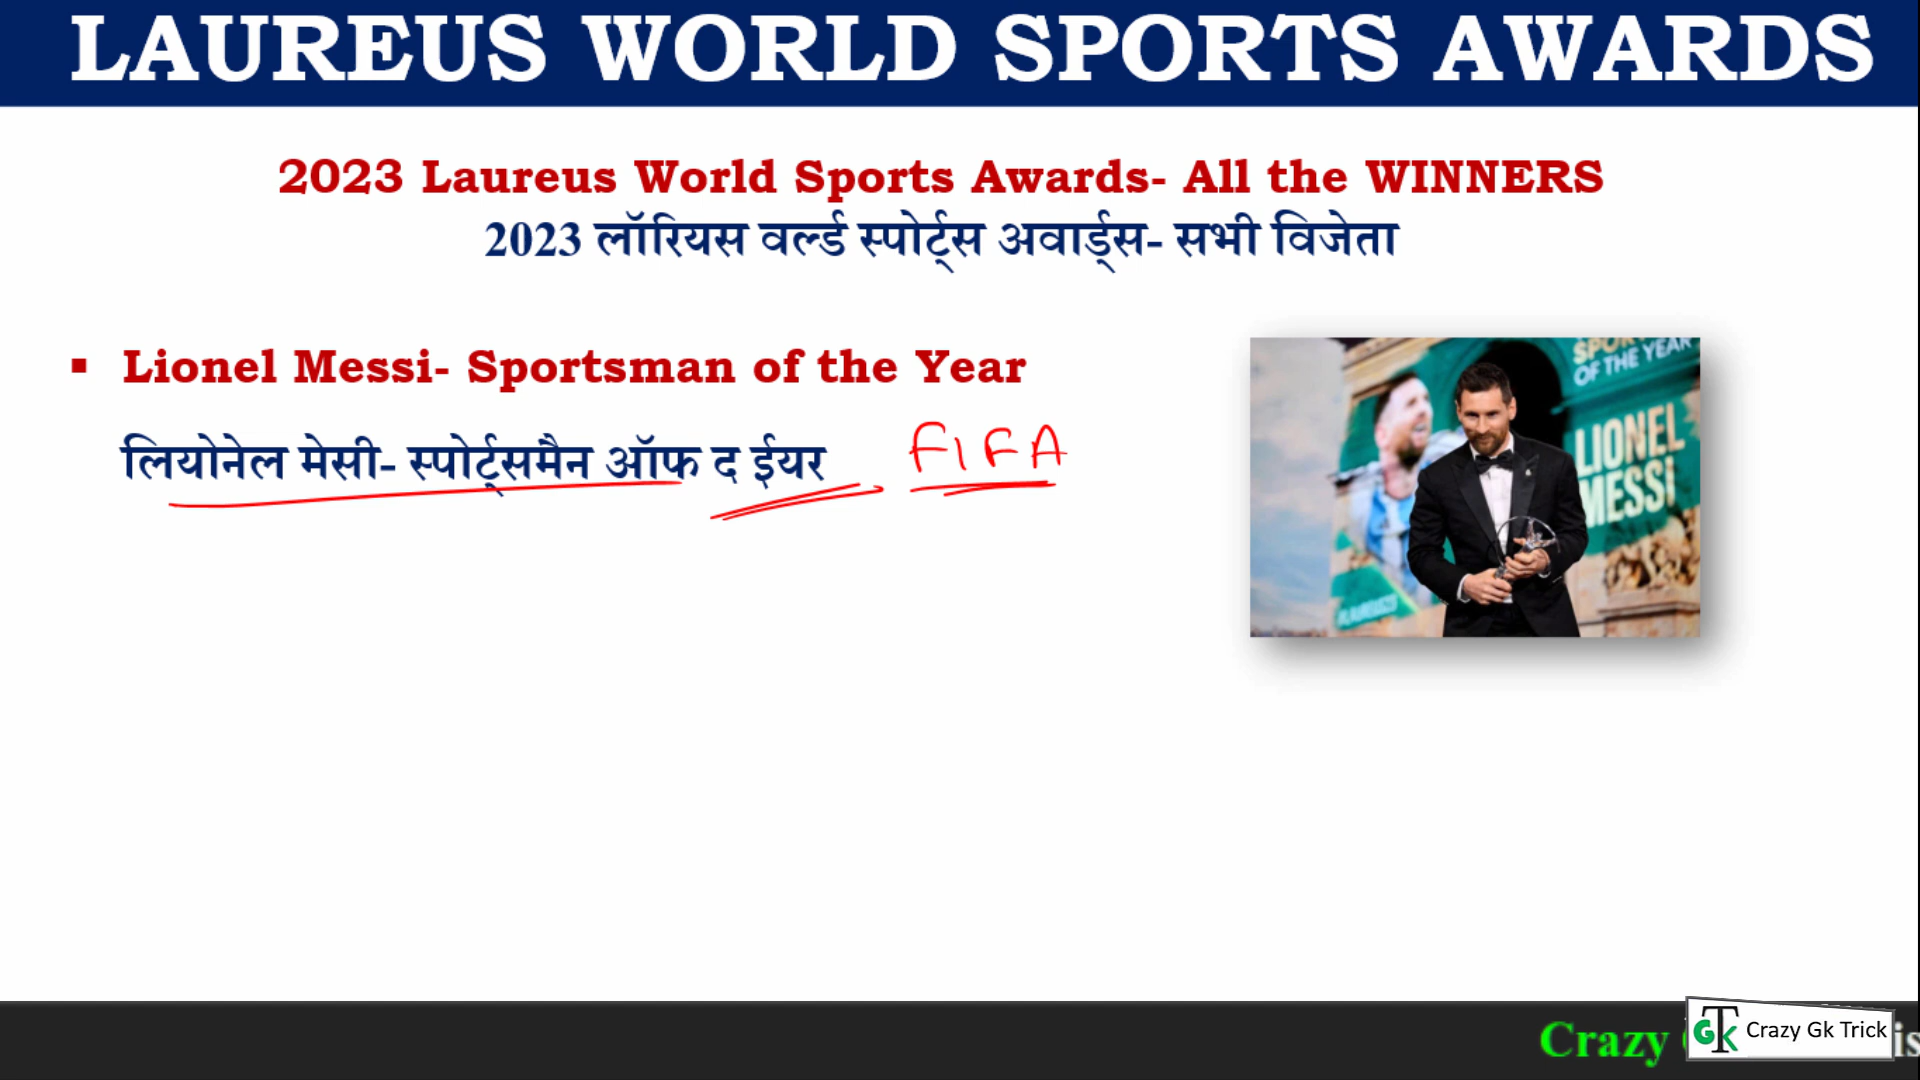 LAUREUS WORLD SPORTS AWARDS
2023 Laureus World Sports Awards- All the WINNERS
2023 लॉरियस वर्ल्ड स्पोर्ट्स अवार्ड्स- सभी विजेता
▪ Lionel Messi- Sportsman of the Year
लियोनेल मेसी- स्पोर्ट्समैन ऑफ द ईयर
FIFA
OF THE YEAR
LIONEL
MESSI
Crazy
GTK Crazy Gk Trick